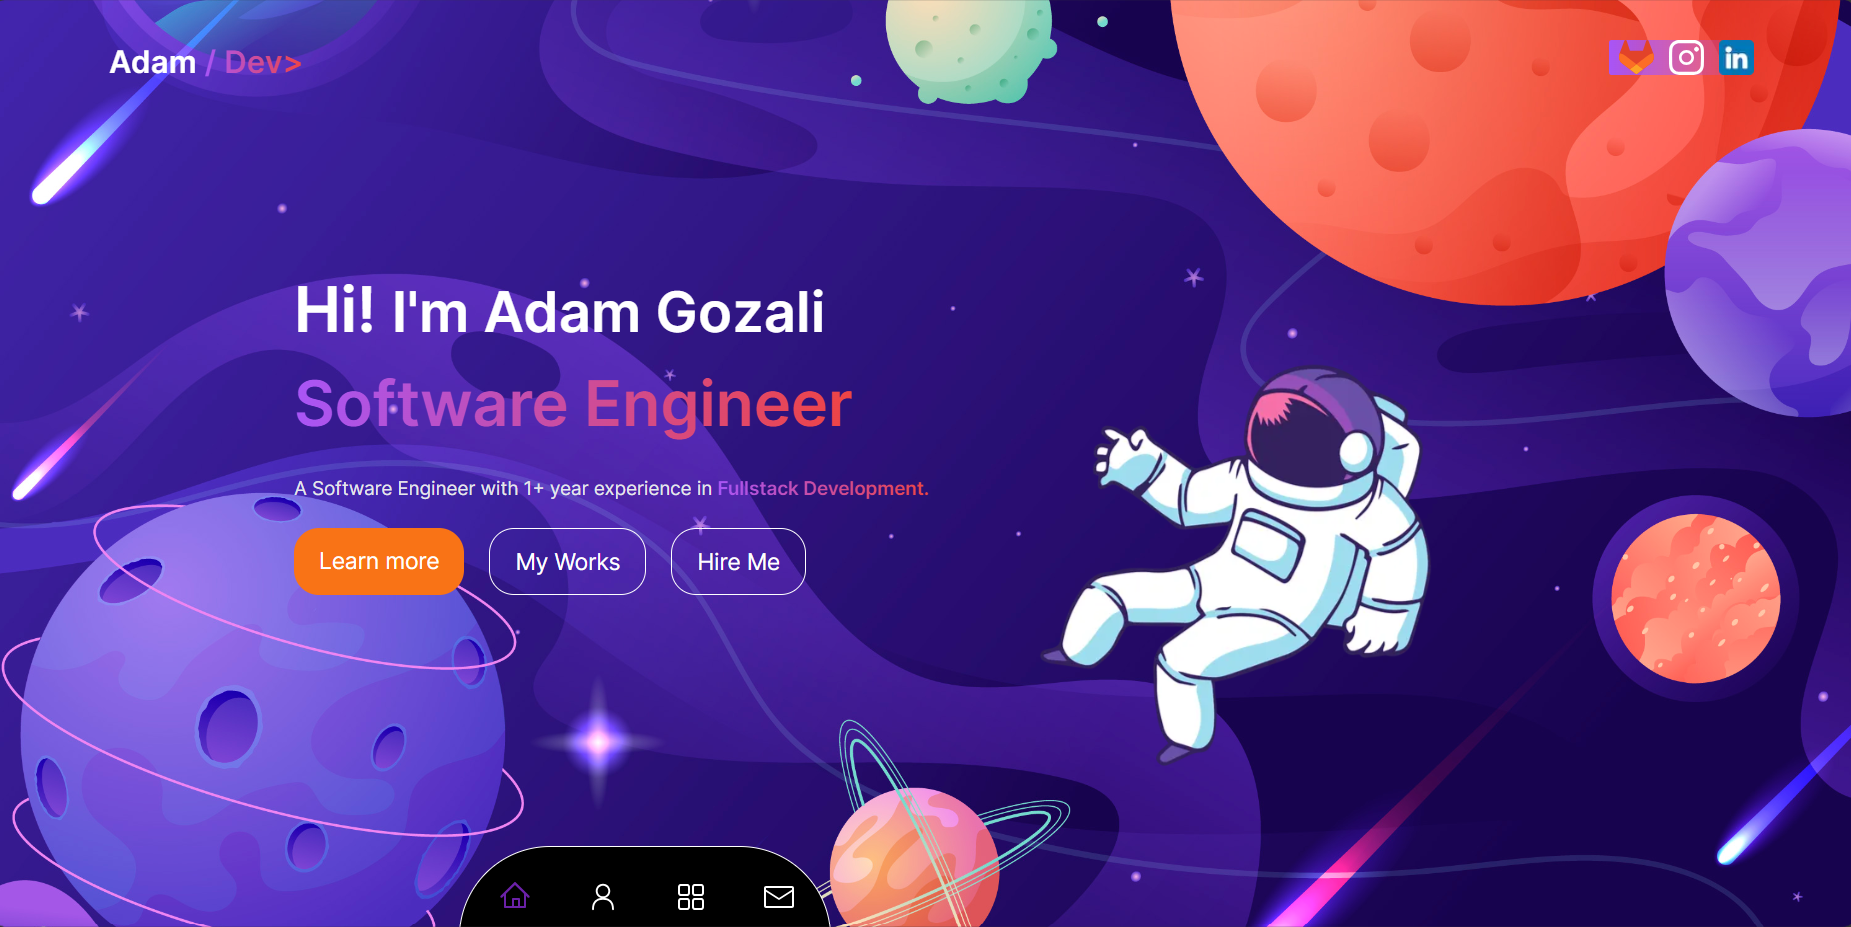 Adam / Dev>
in
Hi! I'm Adam Gozali
Software Engineer
A Software Engineer with 1+ year experience in Fullstack Development.
Learn more
My Works
Hire Me